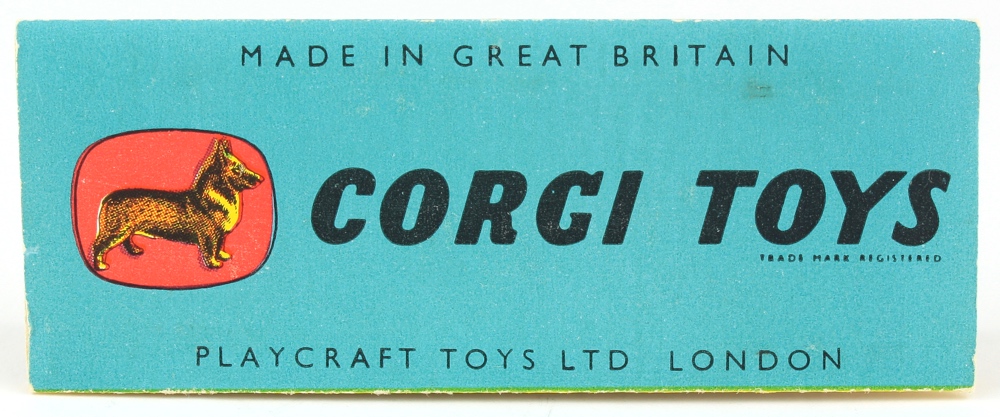 MADE IN GREAT BRITAIN
CORGI TOYS
TRADE MARK REGISTERED
PLAYCRAFT TOYS LTD LONDON